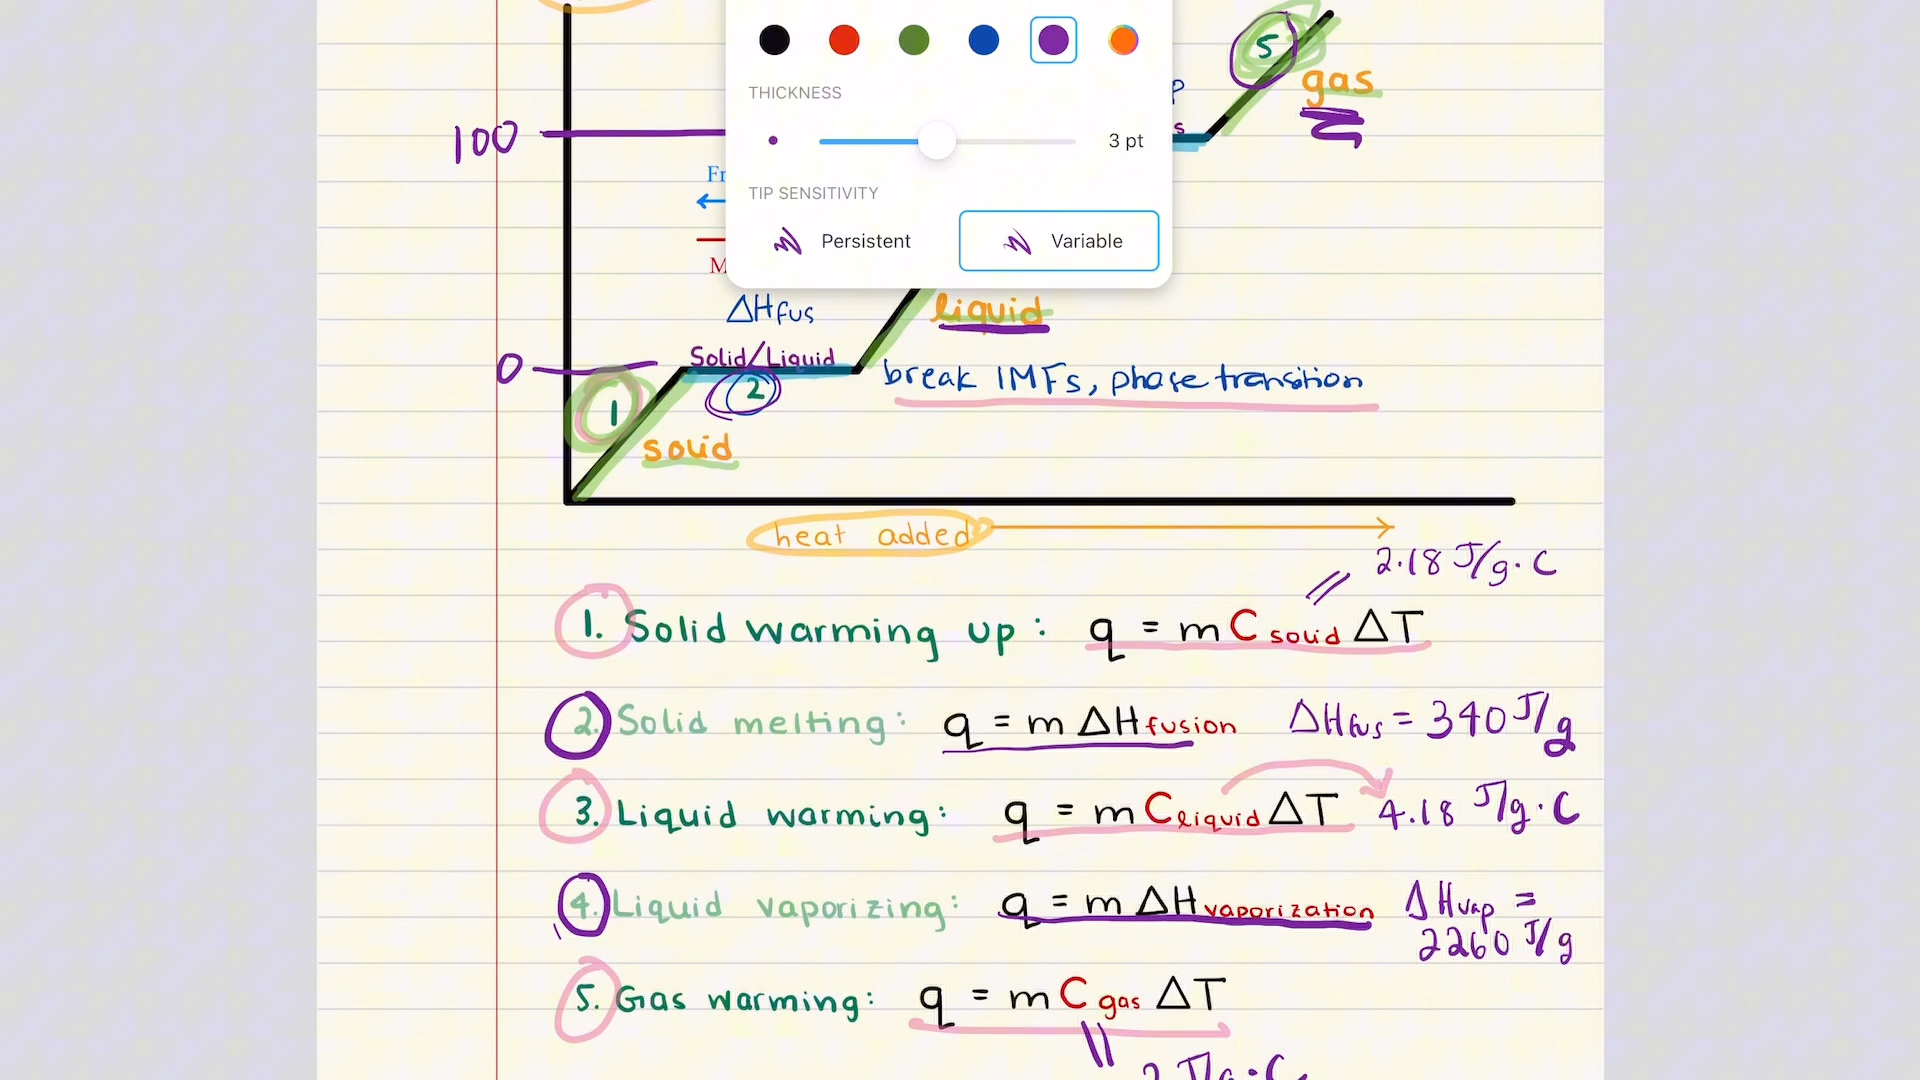 5
gas
THICKNESS
100
3 pt
Fr
TIP SENSITIVITY
Persistent
Variable
M
ΔHfus
liquid
Solid/Liquid
0
2
break IMFs, phase transition
1
solid
heat added
2.18 J/g·C
1. Solid warming up: q = m C solid ΔT
2. Solid melting: q = m ΔH fusion ΔHfus = 340 J/g
3. Liquid warming: q = m C liquid ΔT 4.18 J/g·C
4. Liquid vaporizing: q = m ΔH vaporization ΔHvap =
2260 J/g
5. Gas warming: q = m C gas ΔT